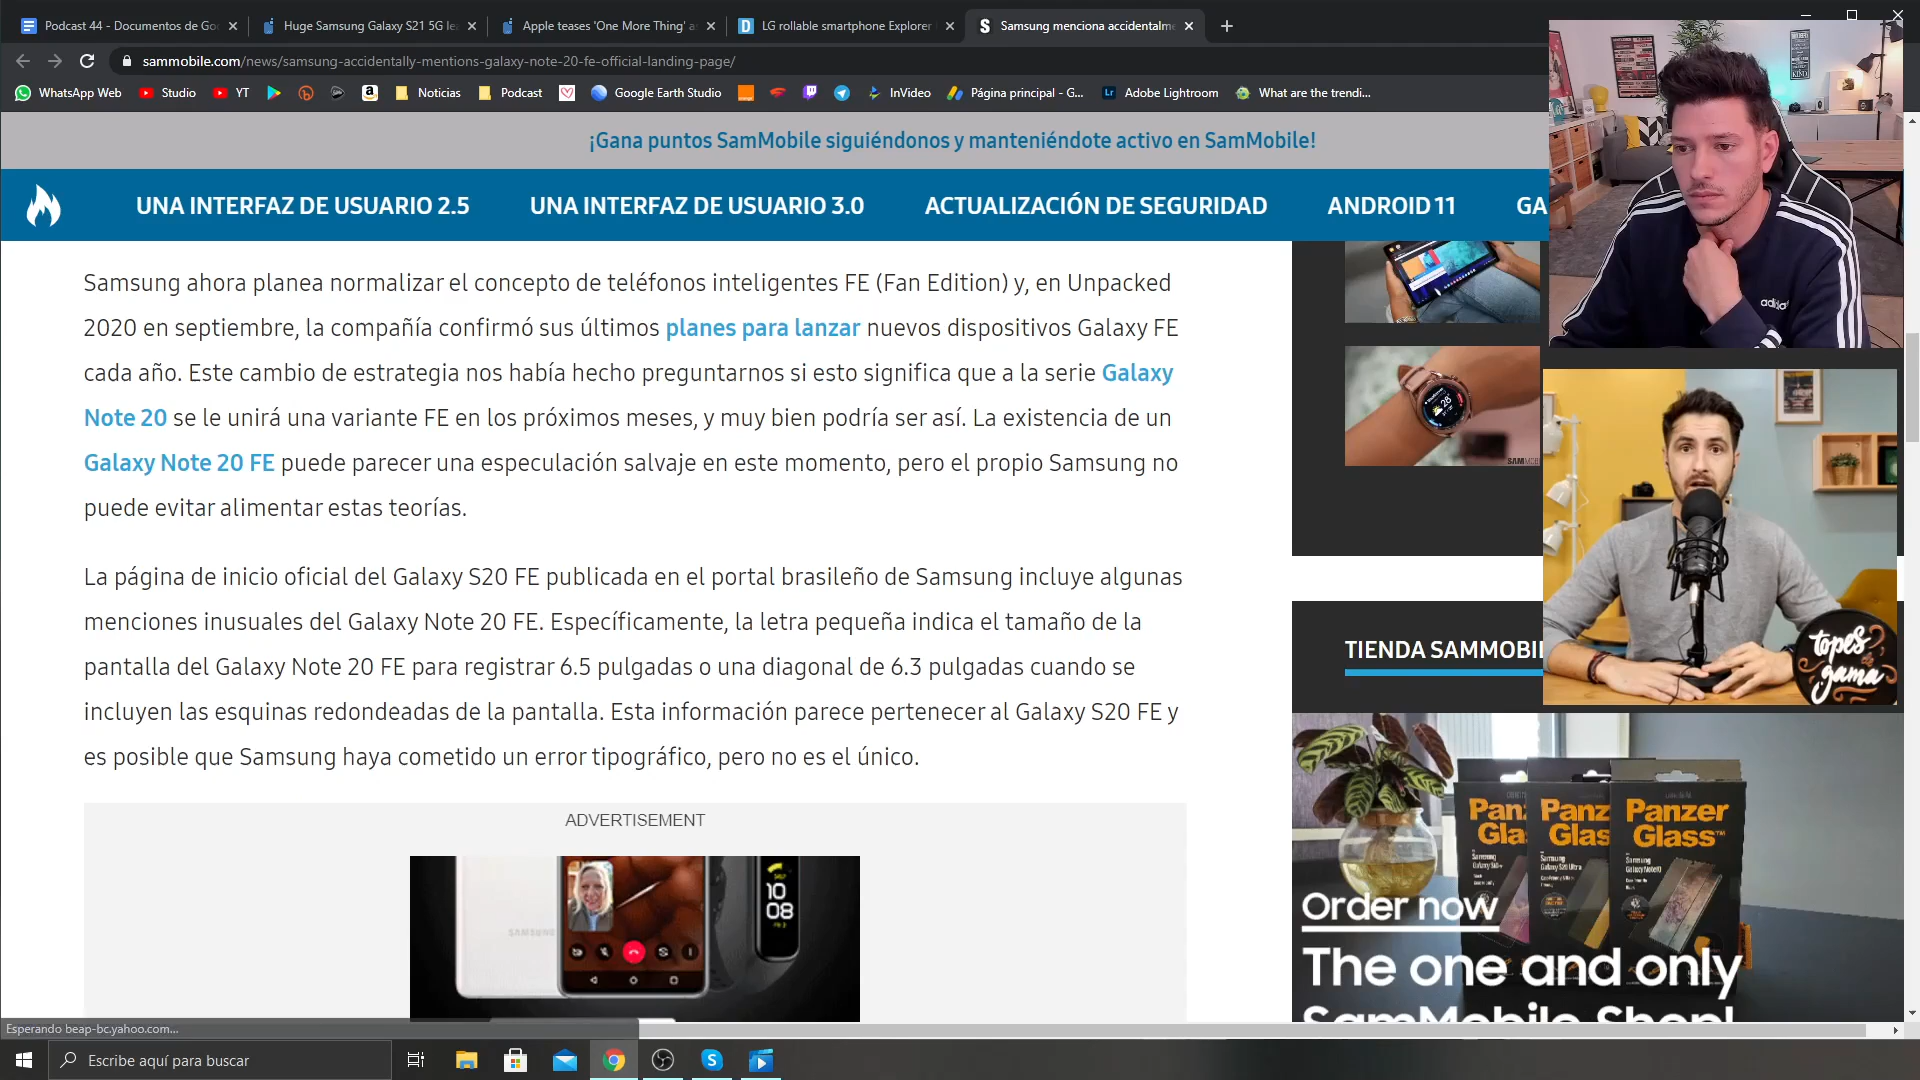 Podcast 44 - Documentos de Go
Huge Samsung Galaxy S21 5G le
Apple teases 'One More Thing' a
LG rollable smartphone Explorer
Samsung menciona accidentalme
sammobile.com/news/samsung-accidentally-mentions-galaxy-note-20-fe-official-landing-page/
WhatsApp Web
Studio
YT
Noticias
Podcast
Google Earth Studio
InVideo
Página principal - G...
Adobe Lightroom
What are the trendi...
¡Gana puntos SamMobile siguiéndonos y manteniéndote activo en SamMobile!
UNA INTERFAZ DE USUARIO 2.5
UNA INTERFAZ DE USUARIO 3.0
ACTUALIZACIÓN DE SEGURIDAD
ANDROID 11
GA
Samsung ahora planea normalizar el concepto de teléfonos inteligentes FE (Fan Edition) y, en Unpacked
2020 en septiembre, la compañía confirmó sus últimos planes para lanzar nuevos dispositivos Galaxy FE
cada año. Este cambio de estrategia nos había hecho preguntarnos si esto significa que a la serie Galaxy
Note 20 se le unirá una variante FE en los próximos meses, y muy bien podría ser así. La existencia de un
Galaxy Note 20 FE puede parecer una especulación salvaje en este momento, pero el propio Samsung no
puede evitar alimentar estas teorías.
La página de inicio oficial del Galaxy S20 FE publicada en el portal brasileño de Samsung incluye algunas
menciones inusuales del Galaxy Note 20 FE. Específicamente, la letra pequeña indica el tamaño de la
pantalla del Galaxy Note 20 FE para registrar 6.5 pulgadas o una diagonal de 6.3 pulgadas cuando se
incluyen las esquinas redondeadas de la pantalla. Esta información parece pertenecer al Galaxy S20 FE y
es posible que Samsung haya cometido un error tipográfico, pero no es el único.
ADVERTISEMENT
SAMSUNG
10
08
28°
SAMMOB
adidas
topes
gama
TIENDA SAMMOBIL
Panzer
Glass
Order now
The one and only
SamMobile Shop!
Esperando beap-bc.yahoo.com...
Escribe aquí para buscar